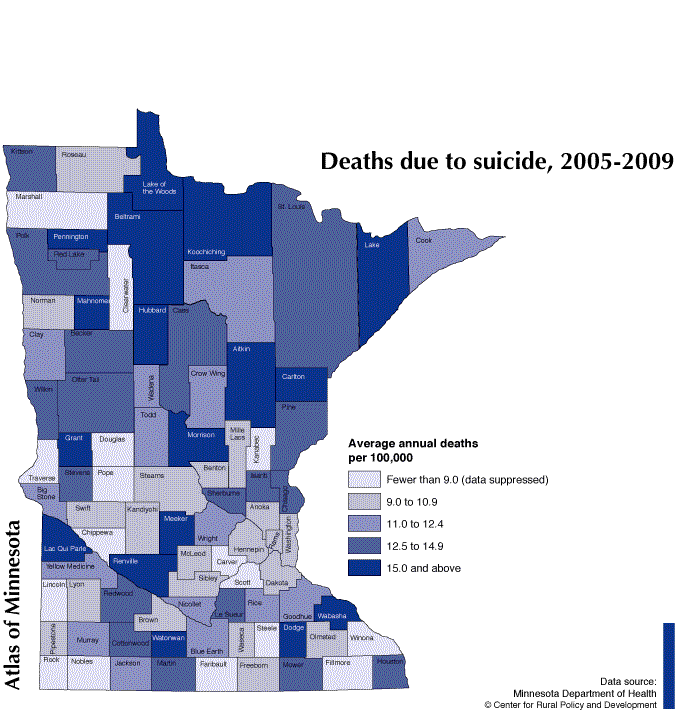 Deaths due to suicide, 2005-2009
Kittson
Roseau
Lake of
the Woods
Marshall
Beltrami
St. Louis
Polk
Pennington
Koochiching
Lake
Cook
Red Lake
Itasca
Clearwater
Norman
Mahnomen
Hubbard
Cass
Clay
Becker
Aitkin
Wadena
Crow Wing
Carlton
Otter Tail
Wilkin
Pine
Todd
Mille
Lacs
Kanabec
Grant
Douglas
Morrison
Average annual deaths
per 100,000
Traverse
Stevens
Pope
Stearns
Benton
Isanti
Fewer than 9.0 (data suppressed)
Big
Stone
Sherburne
Chisago
9.0 to 10.9
Swift
Kandiyohi
Anoka
Washington
11.0 to 12.4
Meeker
Chippewa
Wright
Hennepin
12.5 to 14.9
Lac Qui Parle
Renville
McLeod
Carver
15.0 and above
Yellow Medicine
Sibley
Scott
Dakota
Lincoln
Lyon
Redwood
Nicollet
Le Sueur
Rice
Goodhue
Wabasha
Brown
Pipestone
Murray
Cottonwood
Watonwan
Blue Earth
Waseca
Steele
Dodge
Olmsted
Winona
Rock
Nobles
Jackson
Martin
Faribault
Freeborn
Mower
Fillmore
Houston
Atlas of Minnesota
Data source:
Minnesota Department of Health
© Center for Rural Policy and Development